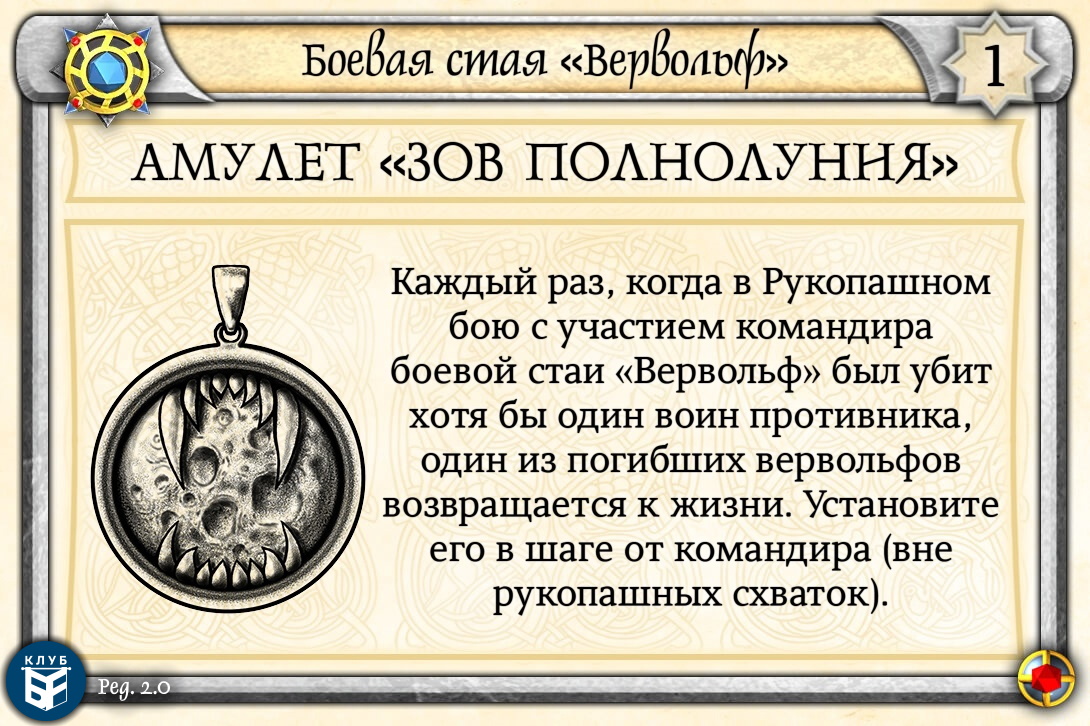 Боевая стая «Вервольф»
1
АМУЛЕТ «ЗОВ ПОЛНОЛУНИЯ»
Каждый раз, когда в Рукопашном
бою с участием командира
боевой стаи «Вервольф» был убит
хотя бы один воин противника,
один из погибших вервольфов
возвращается к жизни. Установите
его в шаге от командира (вне
рукопашных схваток).
КЛУБ
БФ
Ред. 2.0